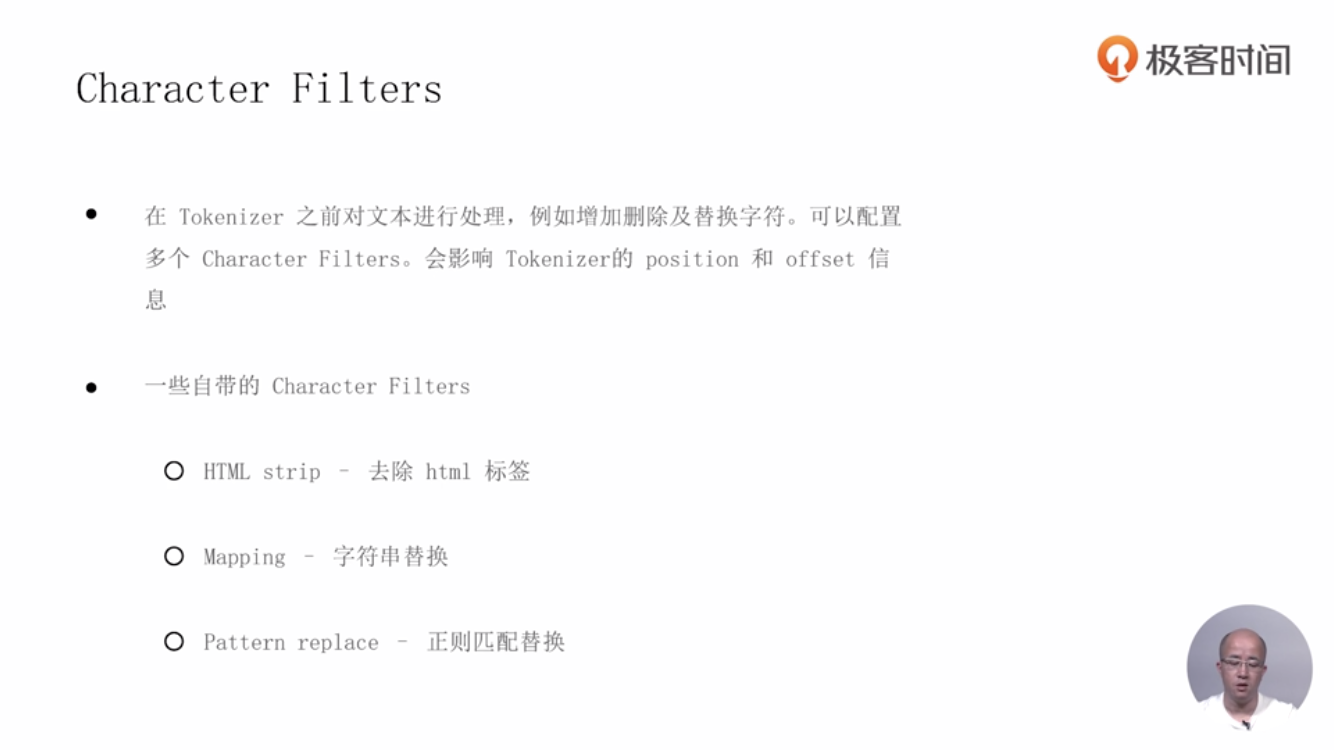 极客时间
Character Filters
在 Tokenizer 之前对文本进行处理，例如增加删除及替换字符。可以配置
多个 Character Filters。会影响 Tokenizer的 position 和 offset 信
息
一些自带的 Character Filters
HTML strip – 去除 html 标签
Mapping – 字符串替换
Pattern replace – 正则匹配替换